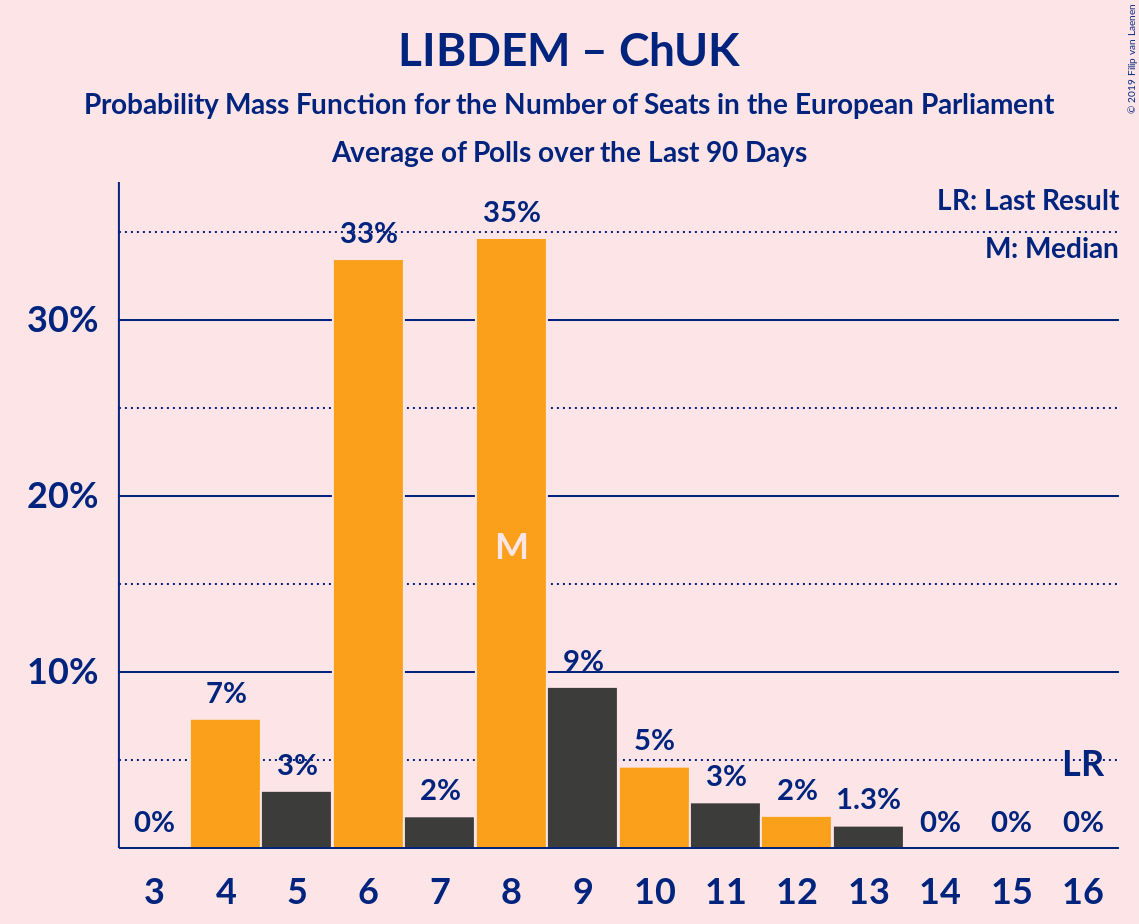 LIBDEM – ChUK
Probability Mass Function for the Number of Seats in the European Parliament
Average of Polls over the Last 90 Days
© 2019 Filip van Laenen
LR: Last Result
M: Median
35%
33%
30%
20%
M
10%
9%
7%
5%
3%
3%
2%
2%
1.3%
LR
0%
0%
0%
0%
3 4 5 6 7 8 9 10 11 12 13 14 15 16